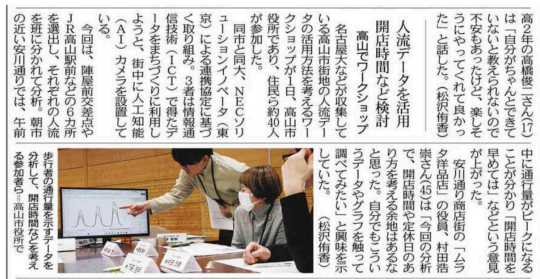 高2年の高橋俊二さん(17)
は「自分がちゃんとできて
いないと教えられないので
不安もあったけど、楽しそ
うにやってくれて良かっ
た」と話した。（松沢侑香）
人流データを活用
開店時間など検討
高山でワークショップ
名古屋大などが収集して
いる高山市街地の人流デー
タの活用方法を考えるワー
クショップが1日、高山市
役所であり、住民ら約40人
が参加した。
同市と同大、NECソリ
ューションイノベータ（東
京）による連携協定に基づ
く取り組み。3者は情報通
信技術（ICT）で得たデ
ータをまちづくりに利用し
ようと、街中に人工知能
（AI）カメラを設置して
いる。
今回は、陣屋前交差点や
JR高山駅前などの6カ所
を選出し、それぞれの人流
を班に分かれて分析。朝市
の近い安川通りでは、午前
中に通行量がピークになる
ことが分かり「開店時間を
早めては」などという意見
が上がった。
安川通り商店街の「ムラ
タ洋品店」の役員、村田浩
崇さん(45)は「今回の分析
で、開店時間や定休日のあ
り方を考える余地はあるな
と思った。自分でもこうい
うデータやグラフを使って
調べてみたい」と興味を示
していた。（松沢侑香）
歩行者の通行量を示すデータを
分析して、開店時間などを考え
る参加者ら＝高山市役所で